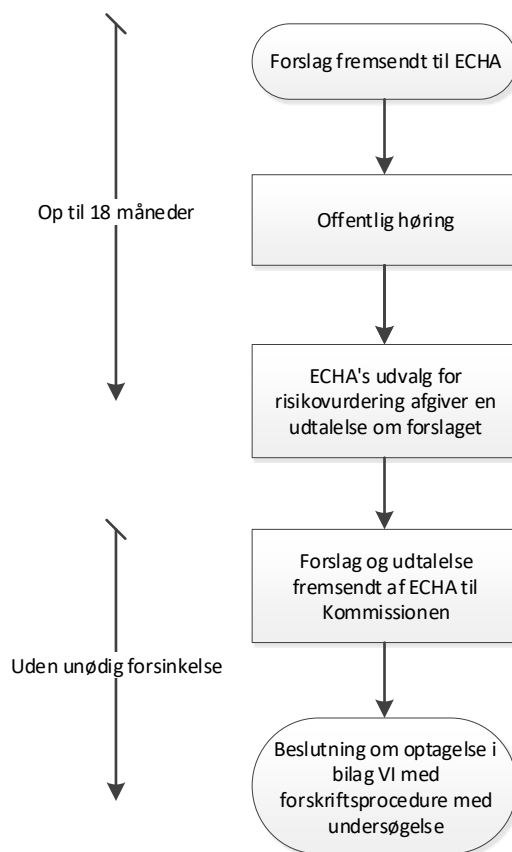 Forslag fremsendt til ECHA
Op til 18 måneder
Offentlig høring
ECHA's udvalg for
risikovurdering afgiver en
udtalelse om forslaget
Forslag og udtalelse
fremsendt af ECHA til
Kommissionen
Uden unødig forsinkelse
Beslutning om optagelse i
bilag VI med
forskriftsprocedure med
undersøgelse